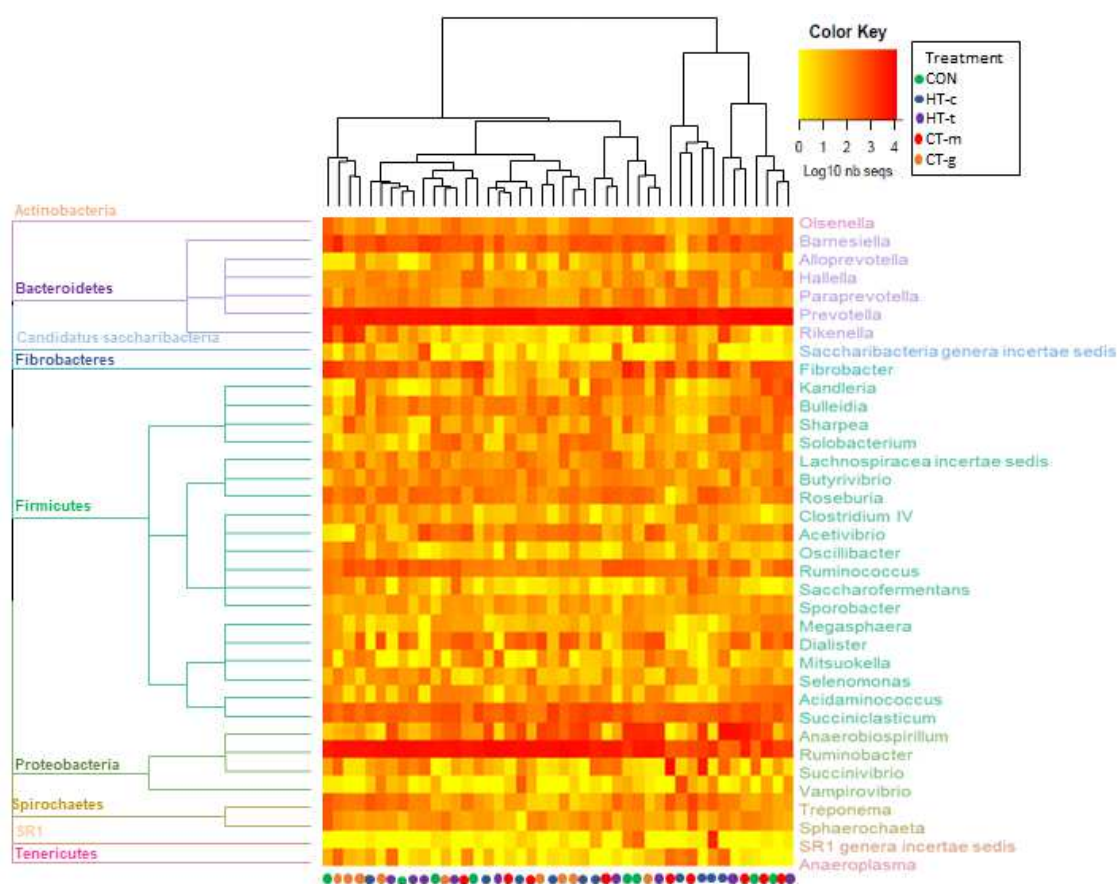 Color Key
0 1 2 3 4
Log10 nb seqs
Treatment
CON
HT-c
HT-t
CT-m
CT-g
Actinobacteria
Bacteroidetes
Candidatus saccharibacteria
Fibrobacteres
Firmicutes
Proteobacteria
Spirochaetes
SR1
Tenericutes
Olsenella
Barnesiella
Alloprevotella
Hallella
Paraprevotella
Prevotella
Rikenella
Saccharibacteria genera incertae sedis
Fibrobacter
Kandleria
Bulleidia
Sharpea
Solobacterium
Lachnospiracea incertae sedis
Butyrivibrio
Roseburia
Clostridium IV
Acetivibrio
Oscillibacter
Ruminococcus
Saccharofermentans
Sporobacter
Megasphaera
Dialister
Mitsuokella
Selenomonas
Acidaminococcus
Succiniclasticum
Anaerobiospirillum
Ruminobacter
Succinivibrio
Vampirovibrio
Treponema
Sphaerochaeta
SR1 genera incertae sedis
Anaeroplasma